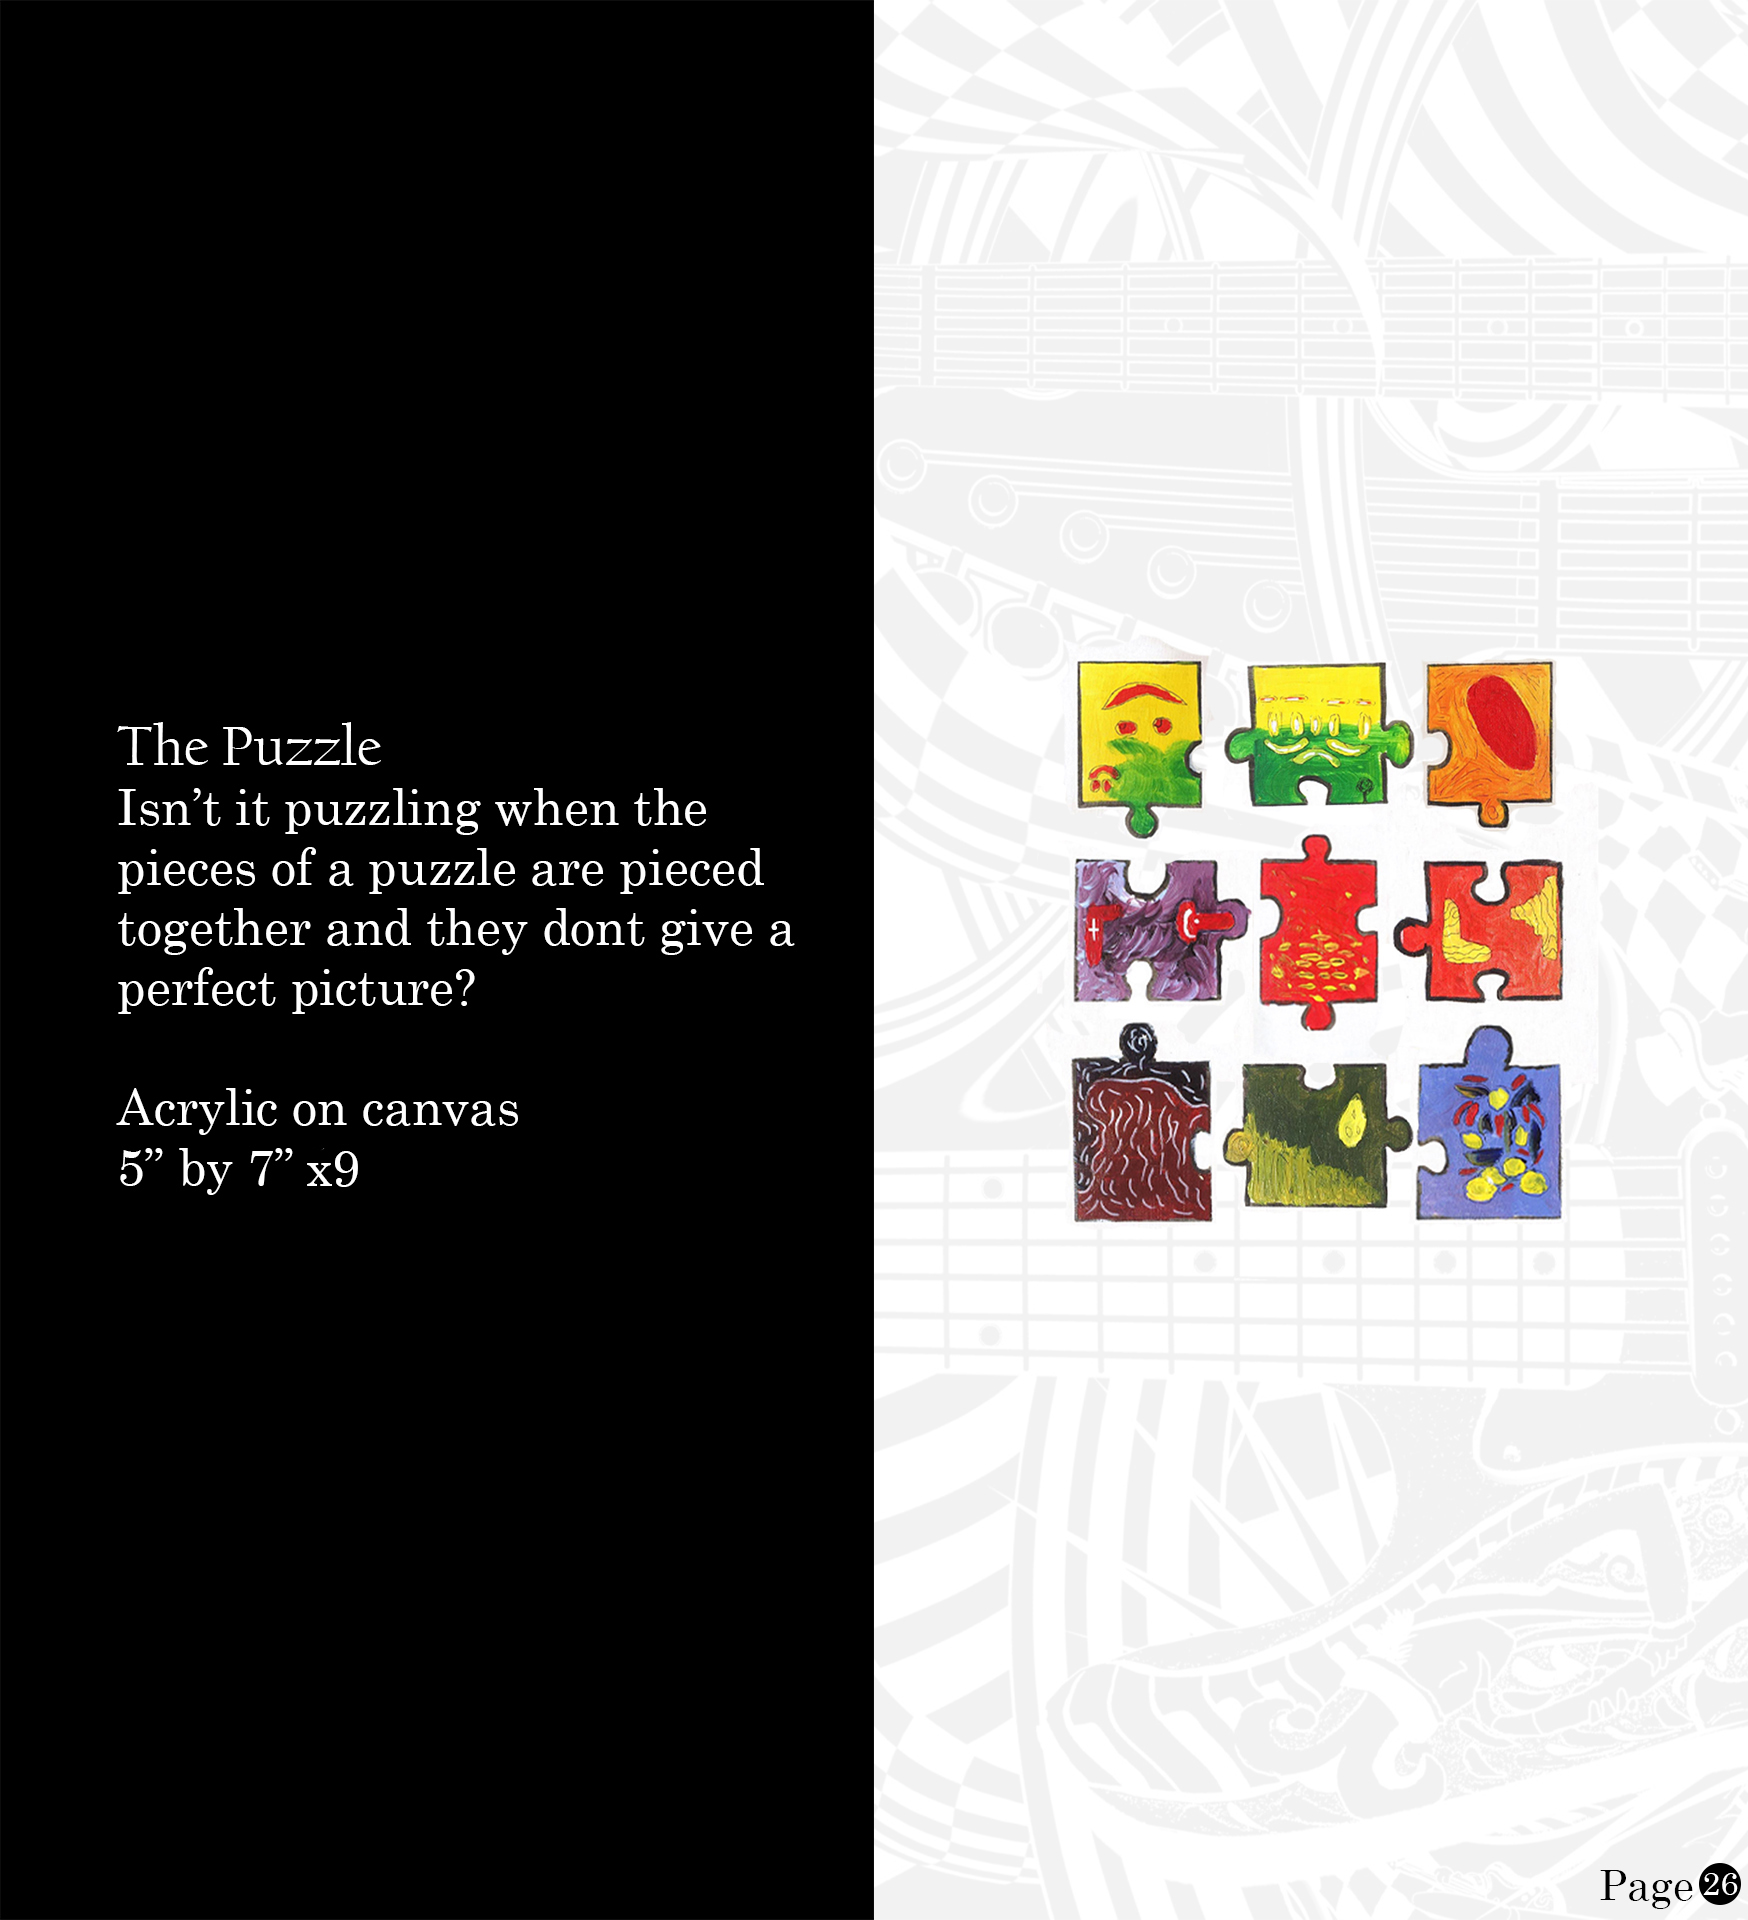 The Puzzle
Isn’t it puzzling when the
pieces of a puzzle are pieced
together and they dont give a
perfect picture?
Acrylic on canvas
5” by 7” x9
Page 26